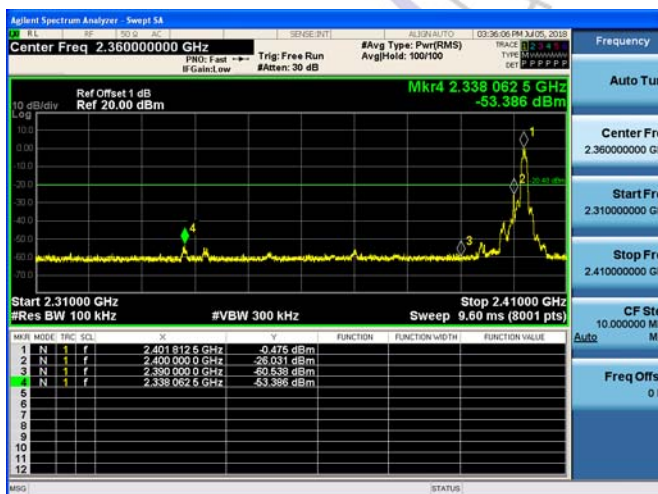 Agilent Spectrum Analyzer - Swept SA
RL RF 50 Ω AC SENSE:INT ALIGN AUTO 03:36:06 PM Jul 05, 2018
Center Freq 2.360000000 GHz
PNO: Fast
IFGain:Low
Trig: Free Run
#Atten: 30 dB
#Avg Type: Pwr(RMS)
Avg|Hold: 100/100
TRACE 1 2 3 4 5 6
TYPE
DET P P P P P P
Mkr4 2.338 062 5 GHz
-53.386 dBm
Ref Offset 1 dB
10 dB/div Ref 20.00 dBm
Log
10.0
0.00
-10.0
-20.0
-30.0
-40.0
-50.0
-60.0
-70.0
1
2
3
4
Start 2.31000 GHz
Stop 2.41000 GHz
#Res BW 100 kHz
#VBW 300 kHz
Sweep 9.60 ms (8001 pts)
MKR MODE TRC SCL X Y FUNCTION FUNCTION WIDTH FUNCTION VALUE
1 N 1 f 2.401 812 5 GHz -0.475 dBm
2 N 1 f 2.400 000 0 GHz -26.031 dBm
3 N 1 f 2.390 000 0 GHz -60.538 dBm
4 N 1 f 2.338 062 5 GHz -53.386 dBm
5
6
7
8
9
10
11
12
MSG
STATUS
Frequency
Auto Tu
Center Fr
2.360000000 G
Start Fr
2.310000000 G
Stop Fr
2.410000000 G
CF Ste
10.000000 M
Auto M
Freq Offs
0